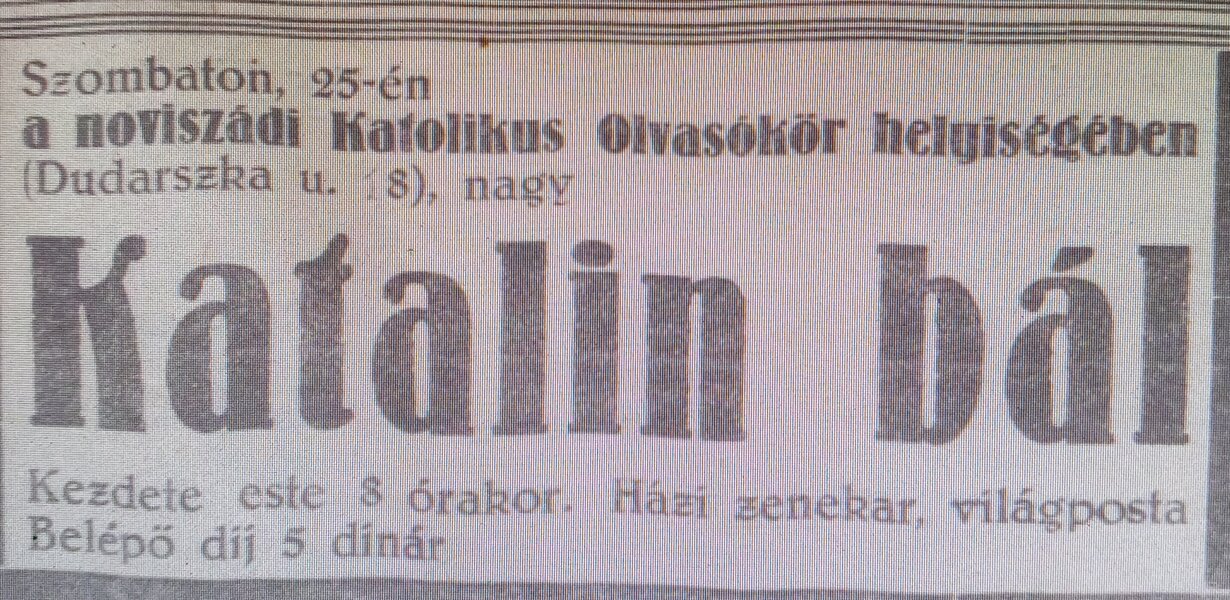 Szombaton, 25-én
a noviszádi Katolikus Olvasókör helyiségében
(Dudarszka u. 8), nagy
Katalin bál
Kezdete este 8 órakor. Házi zenekar, világposta
Belépő díj 5 dinár